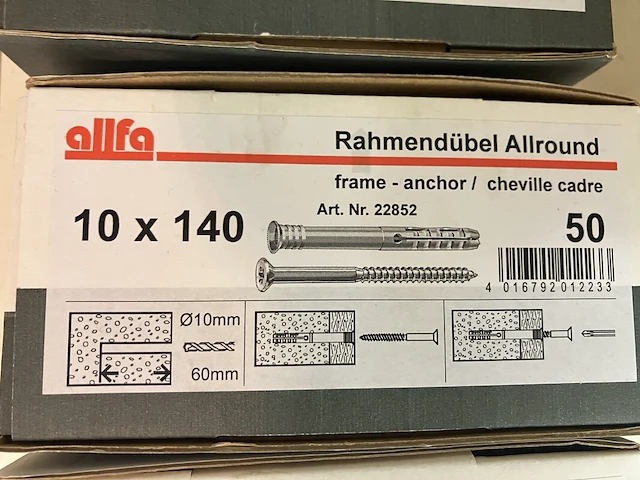 allfa
Rahmendübel Allround
frame - anchor / cheville cadre
Art. Nr. 22852
10 x 140
50
4 016792 012233
Ø10mm
60mm